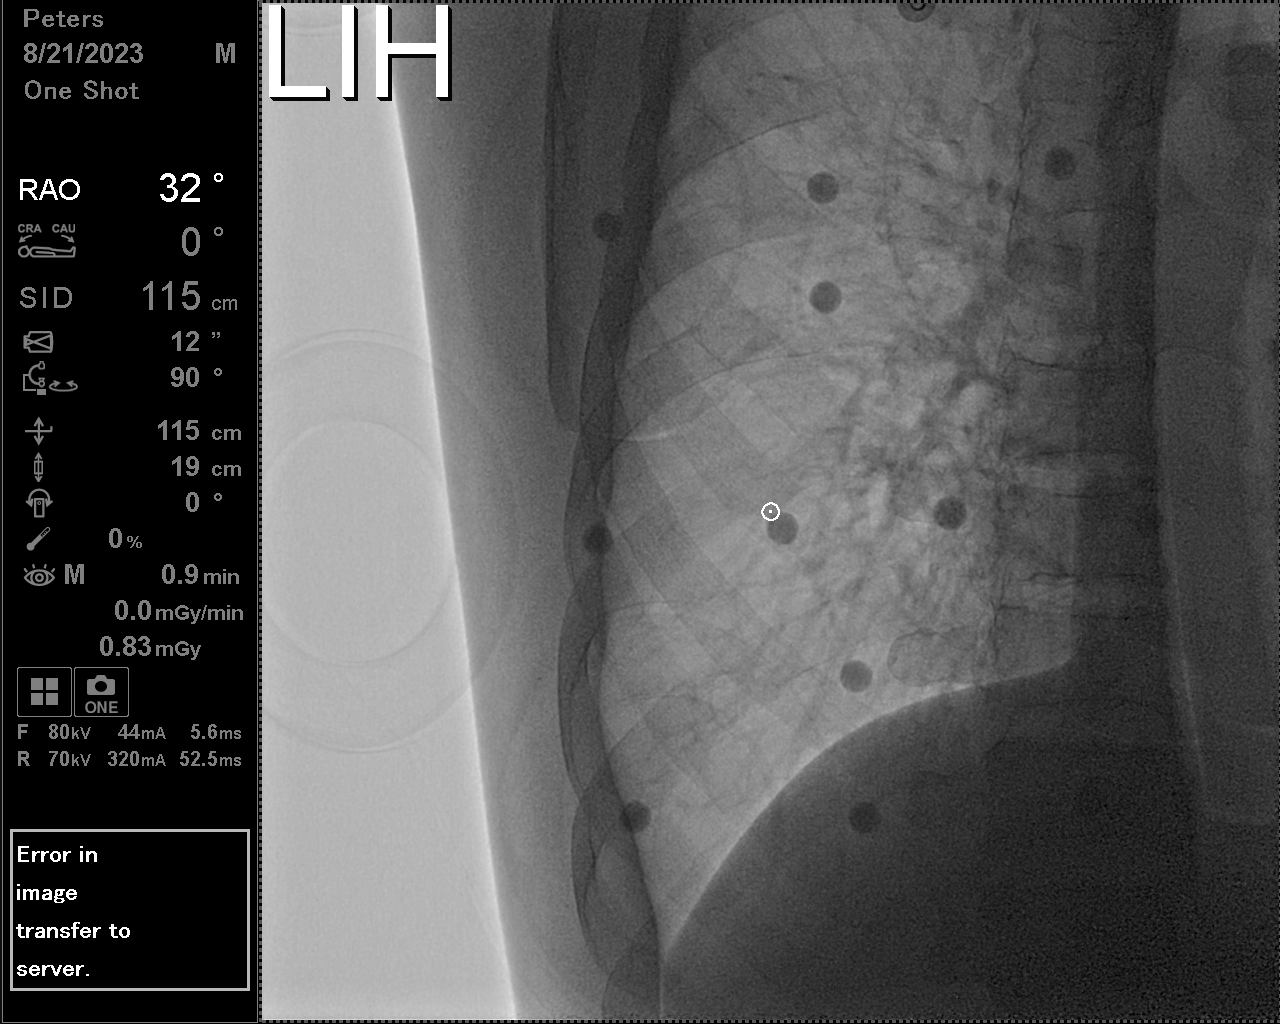 Peters
8/21/2023 M
One Shot
LIH
RAO 32 °
CRA CAU
0 °
SID 115 cm
12 ”
90 °
115 cm
19 cm
0 °
0 %
M 0.9 min
0.0 mGy/min
0.83 mGy
ONE
F 80kV 44mA 5.6ms
R 70kV 320mA 52.5ms
Error in
image
transfer to
server.